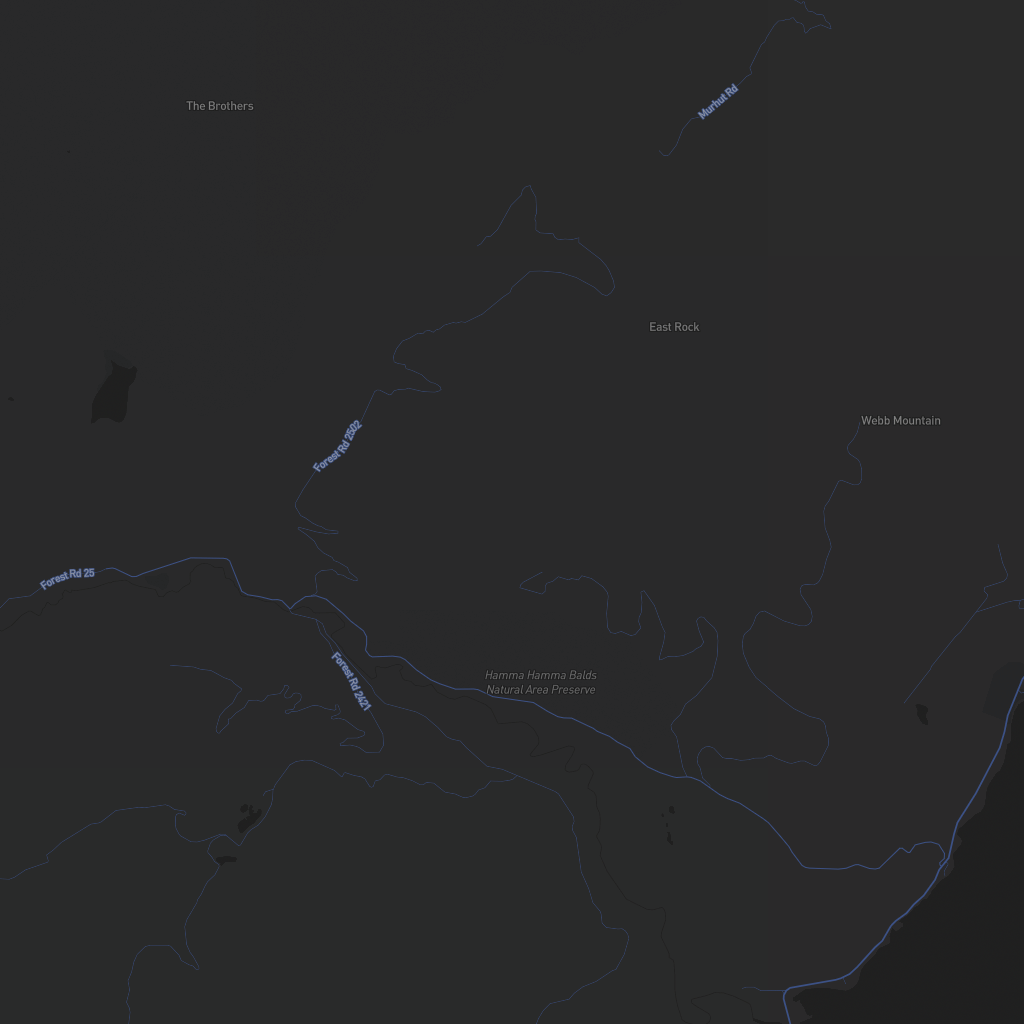 Murhut Rd
The Brothers
East Rock
Webb Mountain
Forest Rd 2502
Forest Rd 25
Forest Rd 2421
Hamma Hamma Balds
Natural Area Preserve